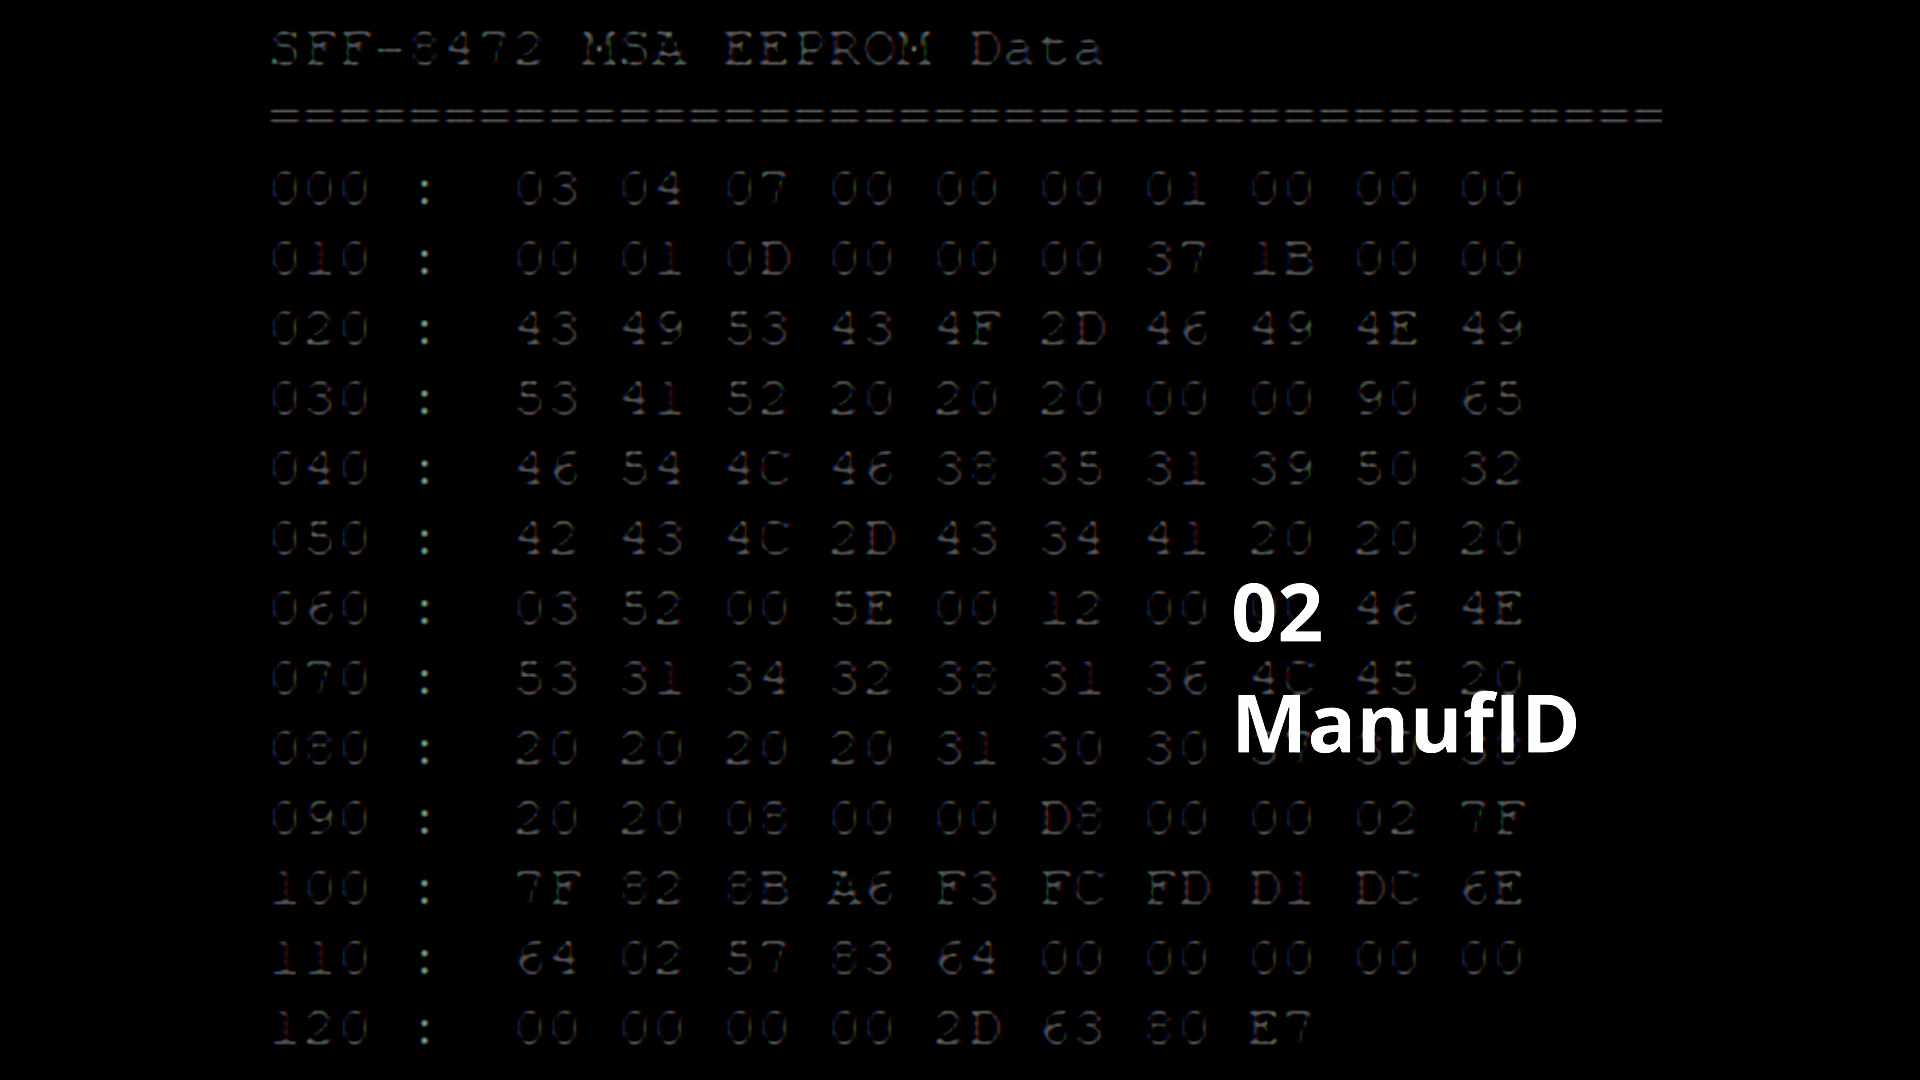 SFF-8472 MSA EEPROM Data
========================================
000 : 03 04 07 00 00 00 01 00 00 00
010 : 00 01 0D 00 00 00 37 1B 00 00
020 : 43 49 53 43 4F 2D 46 49 4E 49
030 : 53 41 52 20 20 20 00 00 90 65
040 : 46 54 4C 46 38 35 31 39 50 32
050 : 42 43 4C 2D 43 34 41 20 20 20
060 : 03 52 00 5E 00 12 00 46 4E
070 : 53 31 34 32 38 31 36 4C 45 20
080 : 20 20 20 20 31 30 30
090 : 20 20 08 00 00 D8 00 00 02 7F
100 : 7F 82 8B A6 F3 FC FD D1 DC 6E
110 : 64 02 57 83 64 00 00 00 00 00
120 : 00 00 00 00 2D 63 80 E7
02
ManufID